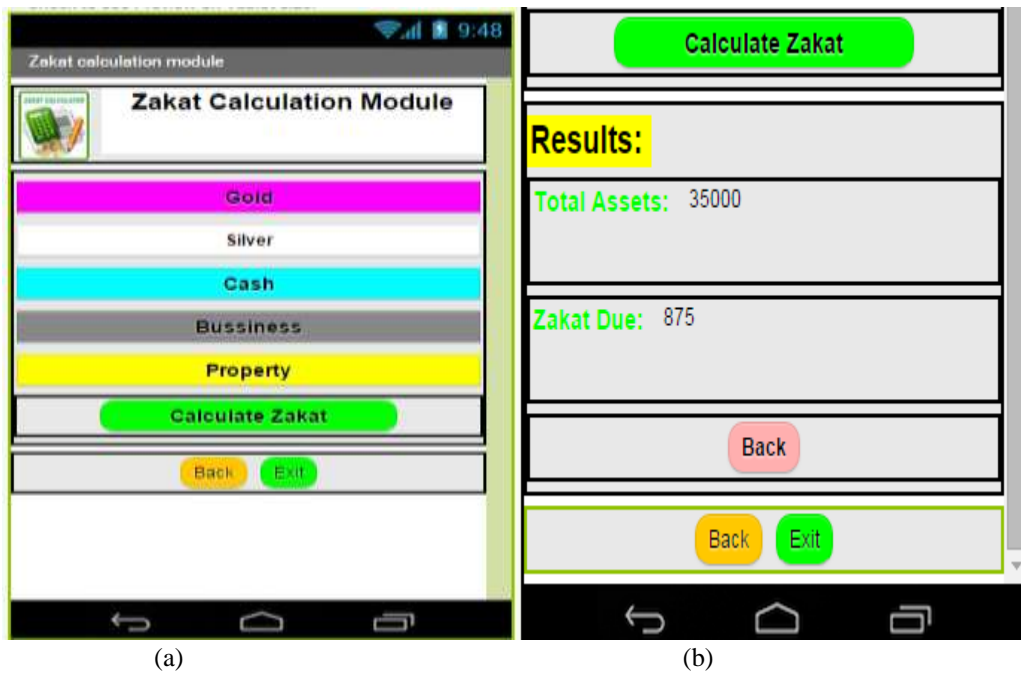 9:48
Zakat calculation module
Zakat Calculation Module
Gold
Silver
Cash
Bussiness
Property
Calculate Zakat
Back Exit
(a)
Calculate Zakat
Results:
Total Assets: 35000
Zakat Due: 875
Back
Back Exit
(b)